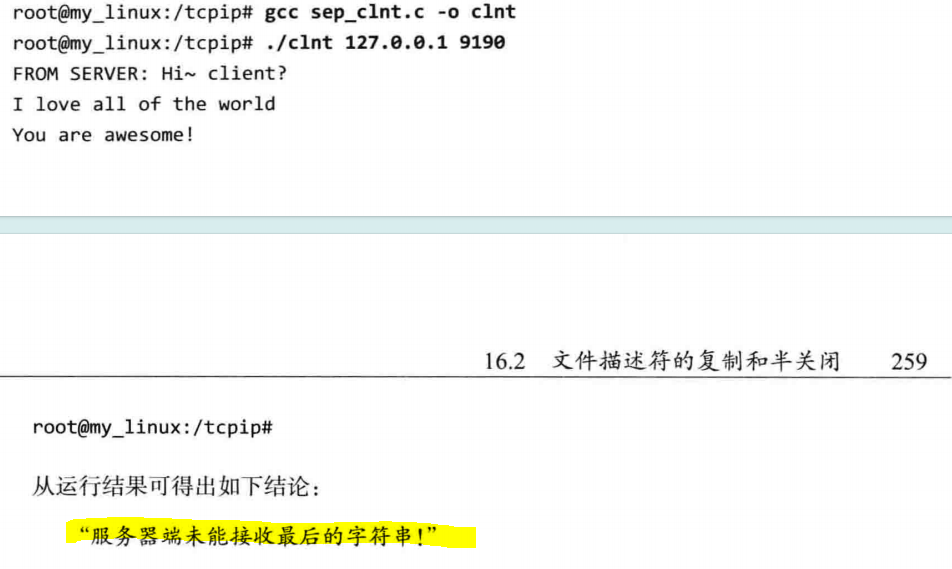 root@my_linux:/tcpip# gcc sep_clnt.c -o clnt
root@my_linux:/tcpip# ./clnt 127.0.0.1 9190
FROM SERVER: Hi~ client?
I love all of the world
You are awesome!
16.2 文件描述符的复制和半关闭 259
root@my_linux:/tcpip#
从运行结果可得出如下结论：
“服务器端未能接收最后的字符串！”